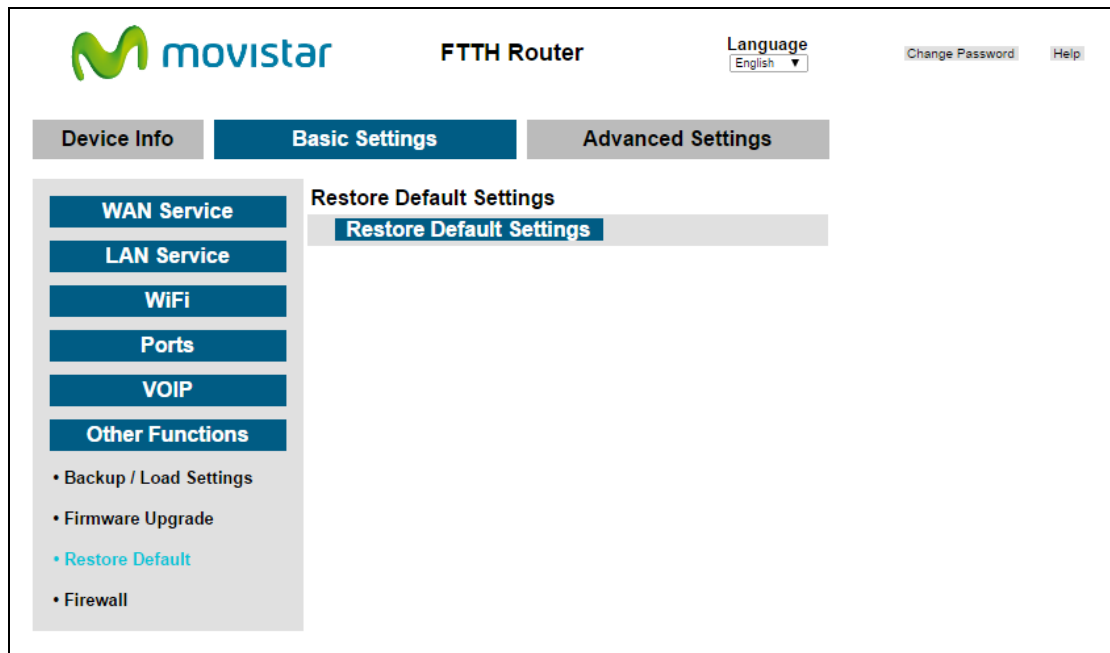 movistar
FTTH Router
Language
English
Change Password
Help
Device Info
Basic Settings
Advanced Settings
WAN Service
LAN Service
WiFi
Ports
VOIP
Other Functions
• Backup / Load Settings
• Firmware Upgrade
• Restore Default
• Firewall
Restore Default Settings
Restore Default Settings